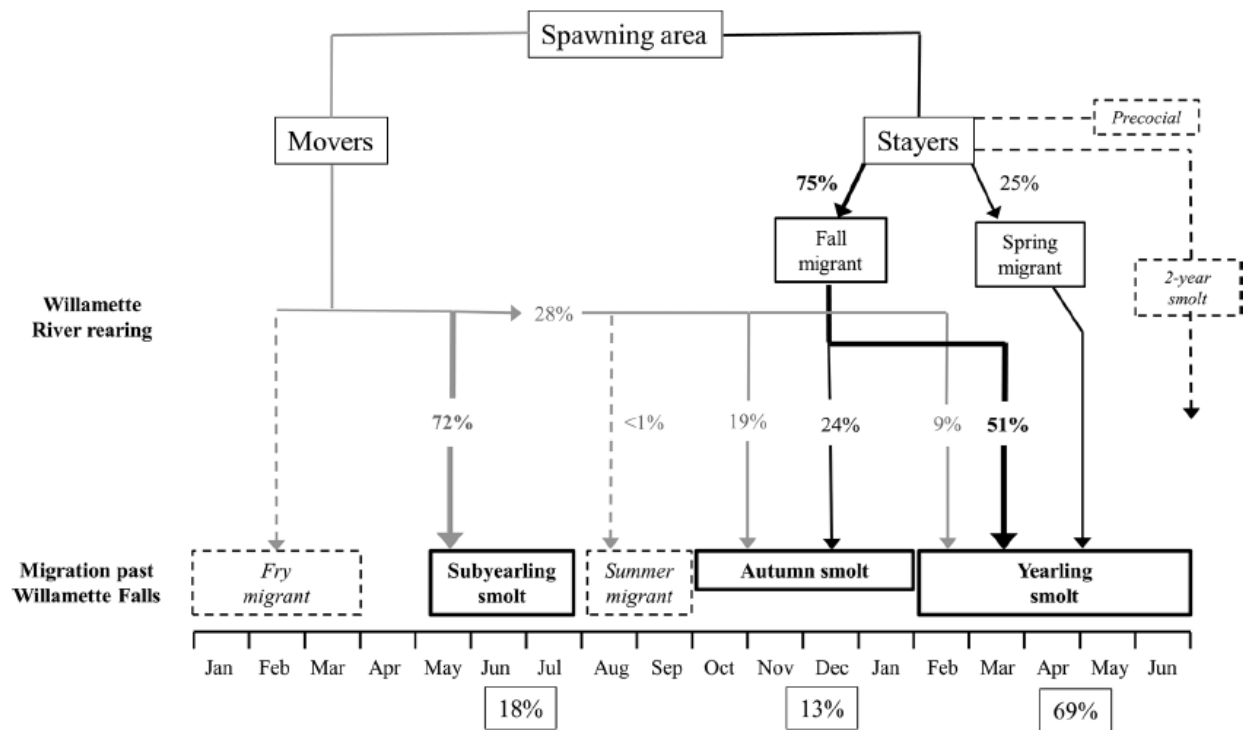 Spawning area
Movers
Stayers
Precocial
75%
25%
Fall
migrant
Spring
migrant
2-year
smolt
Willamette
River rearing
28%
72%
<1%
19%
24%
9%
51%
Migration past
Willamette Falls
Fry
migrant
Subyearling
smolt
Summer
migrant
Autumn smolt
Yearling
smolt
Jan Feb Mar Apr May Jun Jul Aug Sep Oct Nov Dec Jan Feb Mar Apr May Jun
18%
13%
69%